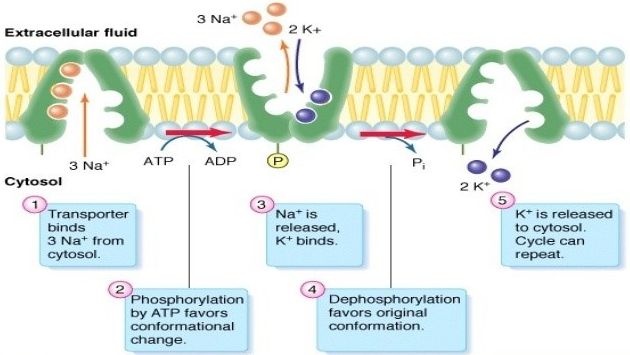 3 Na⁺
2 K+
Extracellular fluid
3 Na⁺
ATP
ADP
P
Pᵢ
2 K⁺
Cytosol
1
Transporter
binds
3 Na⁺ from
cytosol.
2
Phosphorylation
by ATP favors
conformational
change.
3
Na⁺ is
released,
K⁺ binds.
4
Dephosphorylation
favors original
conformation.
5
K⁺ is released
to cytosol.
Cycle can
repeat.